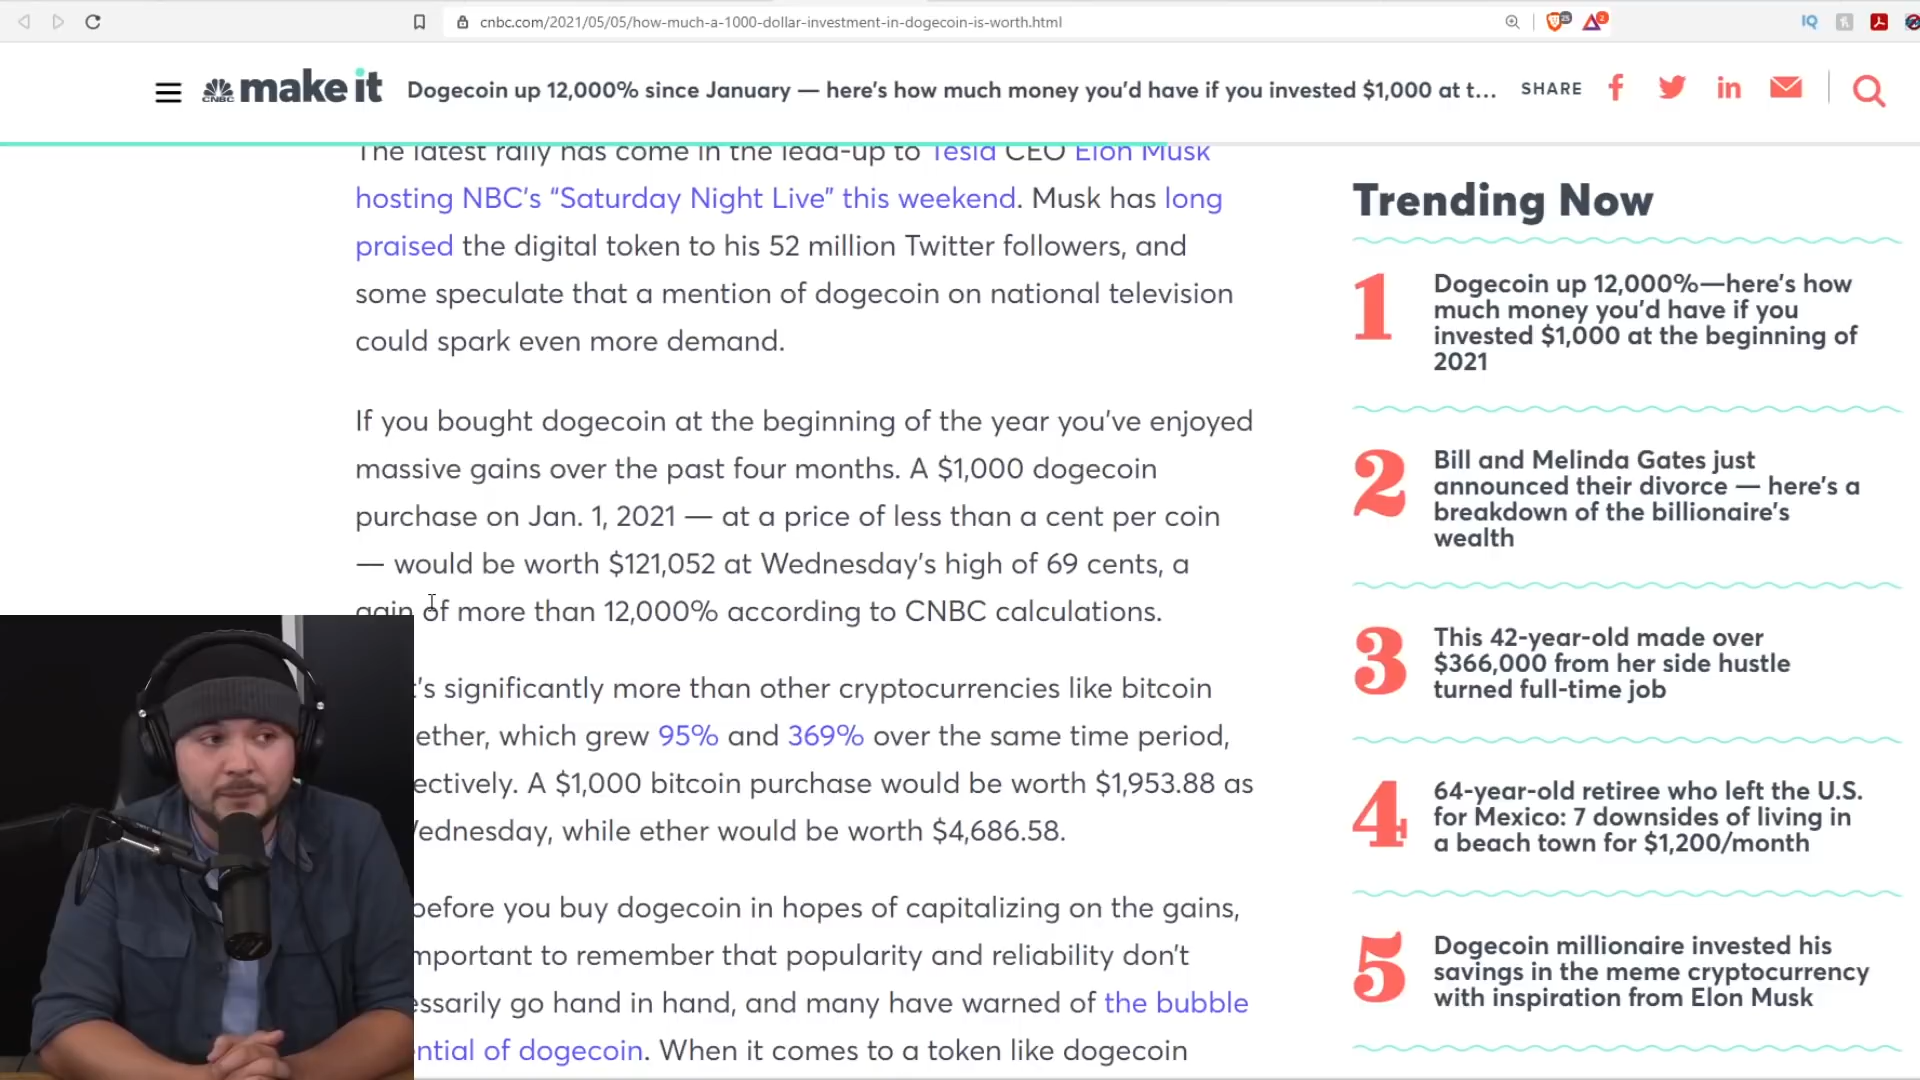 cnbc.com/2021/05/05/how-much-a-1000-dollar-investment-in-dogecoin-is-worth.html
25
2
IQ
CNBC
make it
Dogecoin up 12,000% since January — here's how much money you'd have if you invested $1,000 at t...
SHARE
The latest rally has come in the lead-up to Tesla CEO Elon Musk
hosting NBC's “Saturday Night Live” this weekend. Musk has long
praised the digital token to his 52 million Twitter followers, and
some speculate that a mention of dogecoin on national television
could spark even more demand.
If you bought dogecoin at the beginning of the year you've enjoyed
massive gains over the past four months. A $1,000 dogecoin
purchase on Jan. 1, 2021 — at a price of less than a cent per coin
— would be worth $121,052 at Wednesday's high of 69 cents, a
gain of more than 12,000% according to CNBC calculations.
's significantly more than other cryptocurrencies like bitcoin
ether, which grew 95% and 369% over the same time period,
ectively. A $1,000 bitcoin purchase would be worth $1,953.88 as
Wednesday, while ether would be worth $4,686.58.
before you buy dogecoin in hopes of capitalizing on the gains,
mportant to remember that popularity and reliability don't
essarily go hand in hand, and many have warned of the bubble
ential of dogecoin. When it comes to a token like dogecoin
Trending Now
1
Dogecoin up 12,000%—here's how
much money you'd have if you
invested $1,000 at the beginning of
2021
2
Bill and Melinda Gates just
announced their divorce — here's a
breakdown of the billionaire's
wealth
3
This 42-year-old made over
$366,000 from her side hustle
turned full-time job
4
64-year-old retiree who left the U.S.
for Mexico: 7 downsides of living in
a beach town for $1,200/month
5
Dogecoin millionaire invested his
savings in the meme cryptocurrency
with inspiration from Elon Musk